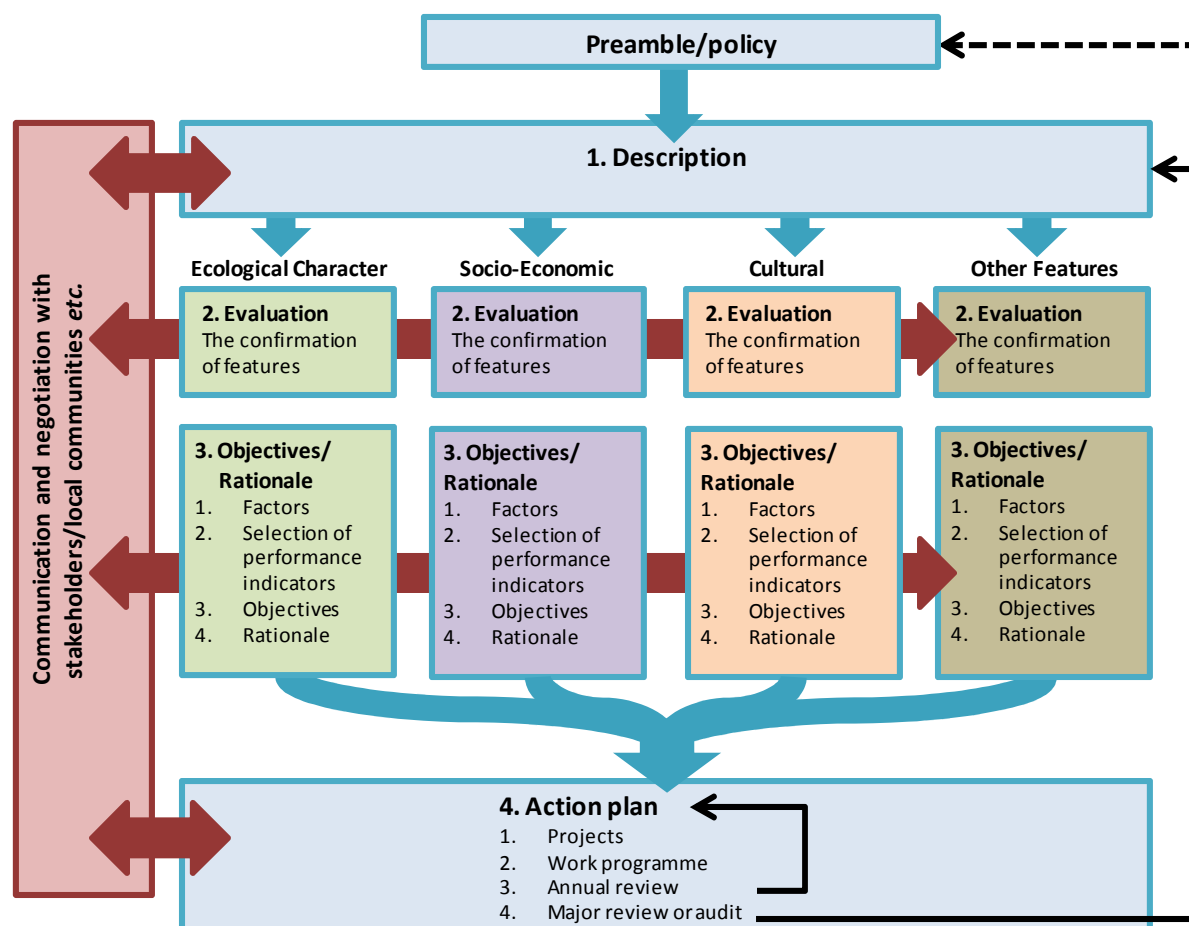 Preamble/policy
1. Description
Communication and negotiation with
stakeholders/local communities etc.
Ecological Character
Socio-Economic
Cultural
Other Features
2. Evaluation
The confirmation
of features
2. Evaluation
The confirmation
of features
2. Evaluation
The confirmation
of features
2. Evaluation
The confirmation
of features
3. Objectives/
Rationale
1. Factors
2. Selection of
performance
indicators
3. Objectives
4. Rationale
3. Objectives/
Rationale
1. Factors
2. Selection of
performance
indicators
3. Objectives
4. Rationale
3. Objectives/
Rationale
1. Factors
2. Selection of
performance
indicators
3. Objectives
4. Rationale
3. Objectives/
Rationale
1. Factors
2. Selection of
performance
indicators
3. Objectives
4. Rationale
4. Action plan
1. Projects
2. Work programme
3. Annual review
4. Major review or audit